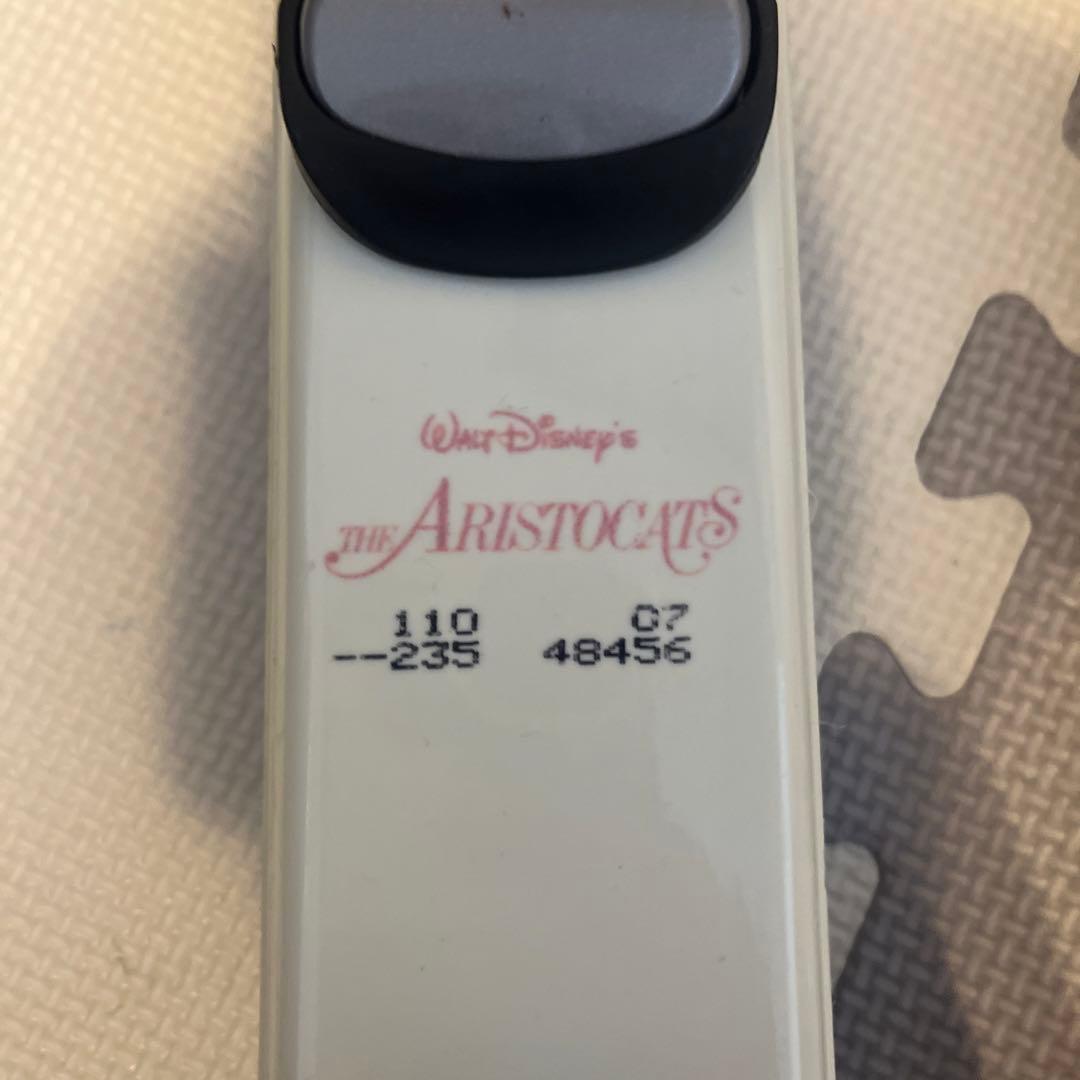 Walt Disney's
THE ARISTOCATS
110 07
--235 48456